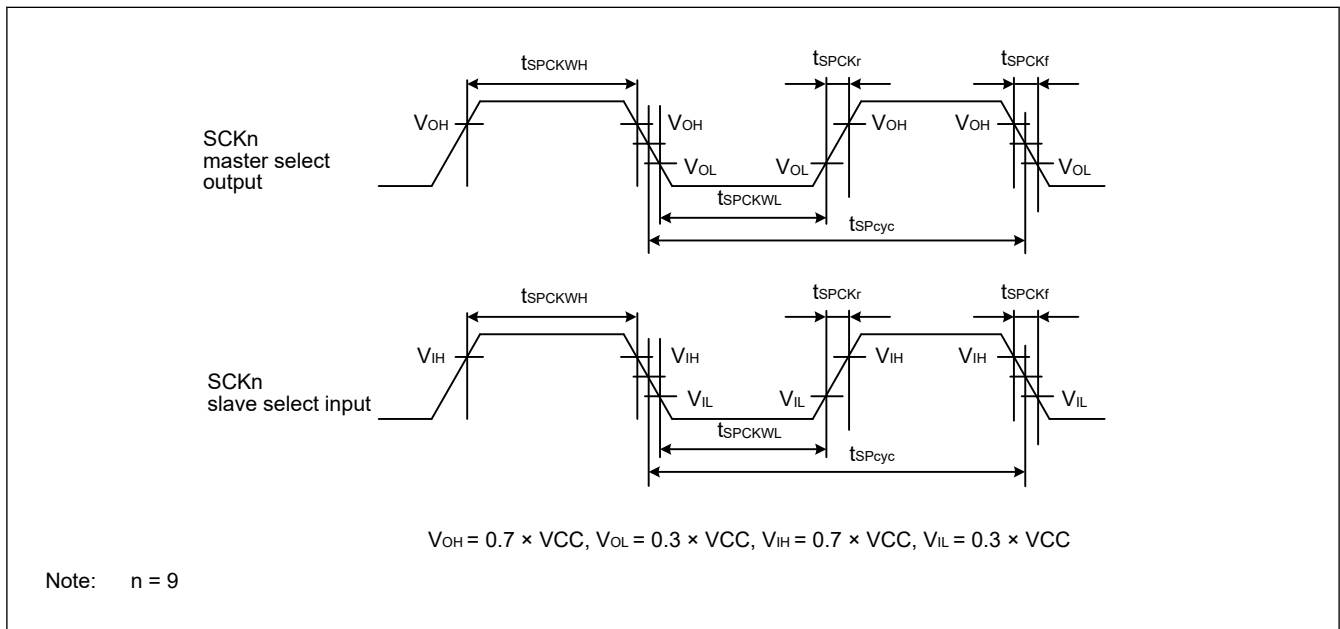 tSPCKWH
tSPCKr
tSPCKf
SCKn
master select
output
VOH
VOH
VOL
VOL
VOH
VOH
VOL
tSPCKWL
tSPcyc
tSPCKWH
tSPCKr
tSPCKf
SCKn
slave select input
VIH
VIH
VIL
VIL
VIH
VIH
VIL
tSPCKWL
tSPcyc
VOH = 0.7 × VCC, VOL = 0.3 × VCC, VIH = 0.7 × VCC, VIL = 0.3 × VCC
Note: n = 9